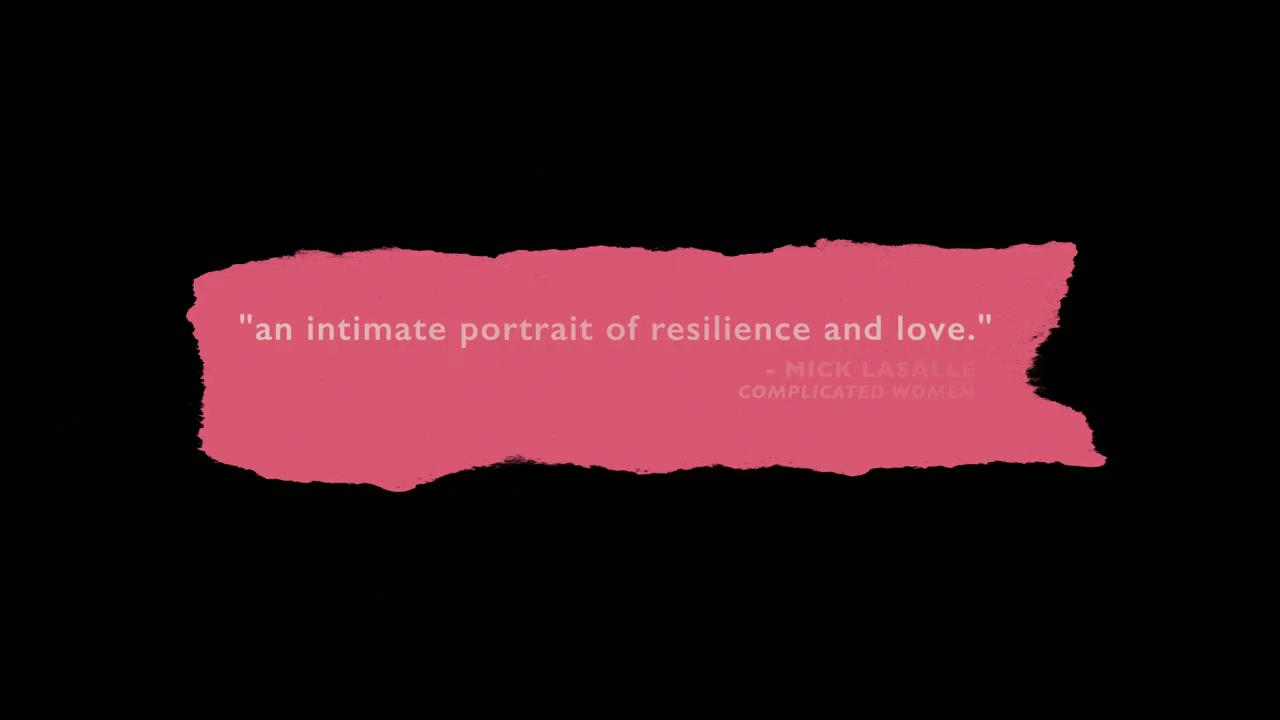 "an intimate portrait of resilience and love."
- MICK LASALLE
COMPLICATED WOMEN